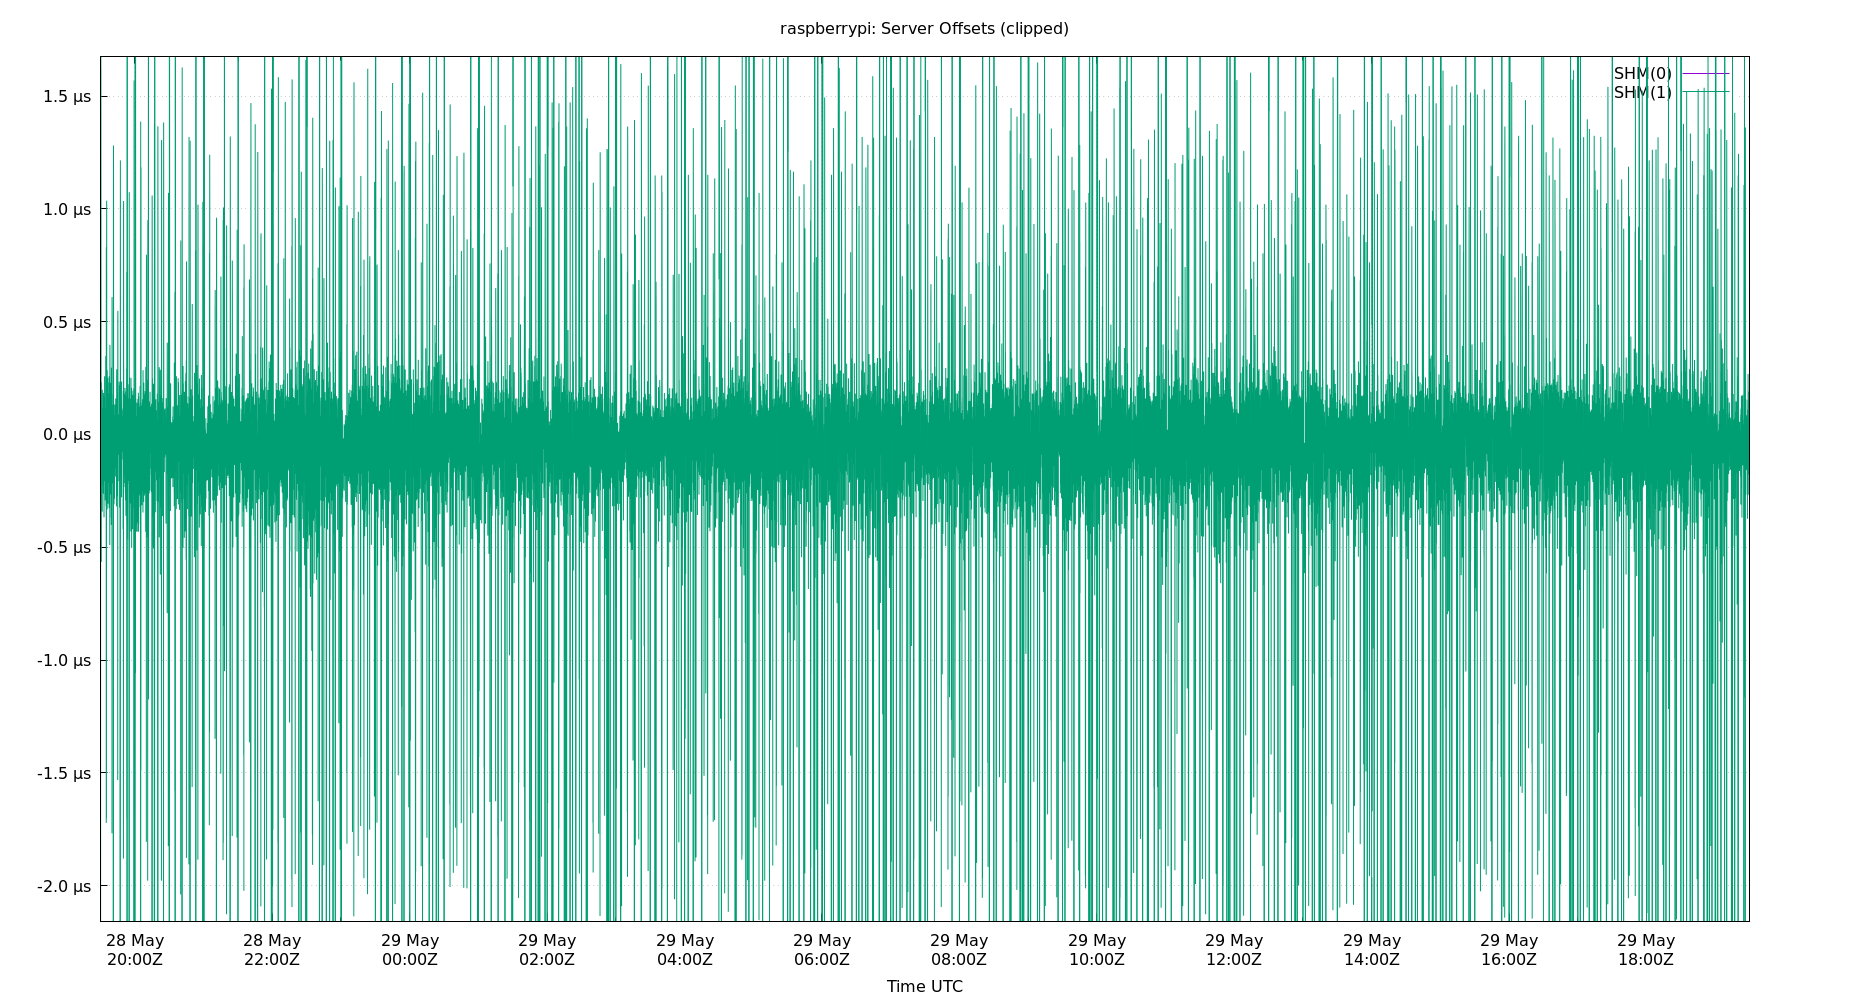 raspberrypi: Server Offsets (clipped)
SHM(0)
SHM(1)
1.5 µs
1.0 µs
0.5 µs
0.0 µs
-0.5 µs
-1.0 µs
-1.5 µs
-2.0 µs
28 May 28 May 29 May 29 May 29 May 29 May 29 May 29 May 29 May 29 May 29 May 29 May
20:00Z 22:00Z 00:00Z 02:00Z 04:00Z 06:00Z 08:00Z 10:00Z 12:00Z 14:00Z 16:00Z 18:00Z
Time UTC